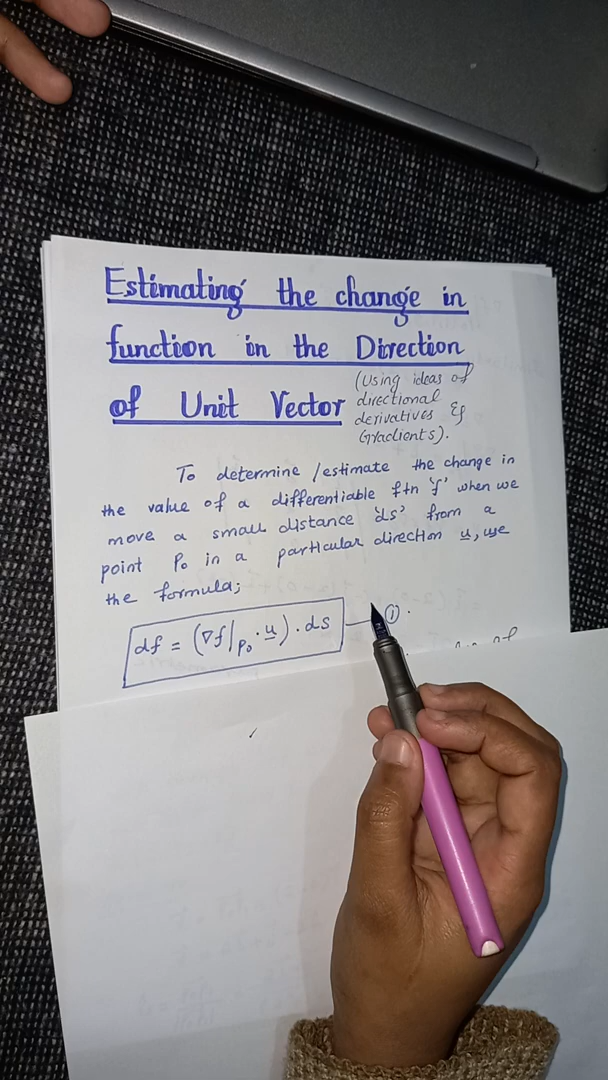 Estimating the change in
function in the Direction
of Unit Vector (Using ideas of
directional
derivatives &
Gradients).
To determine /estimate the change in
the value of a differentiable ftn 'f' when we
move a small distance 'ds' from a
point P₀ in a particular direction u̲, use
the formula;
df = (∇f|P₀ · u̲) · ds — ①.